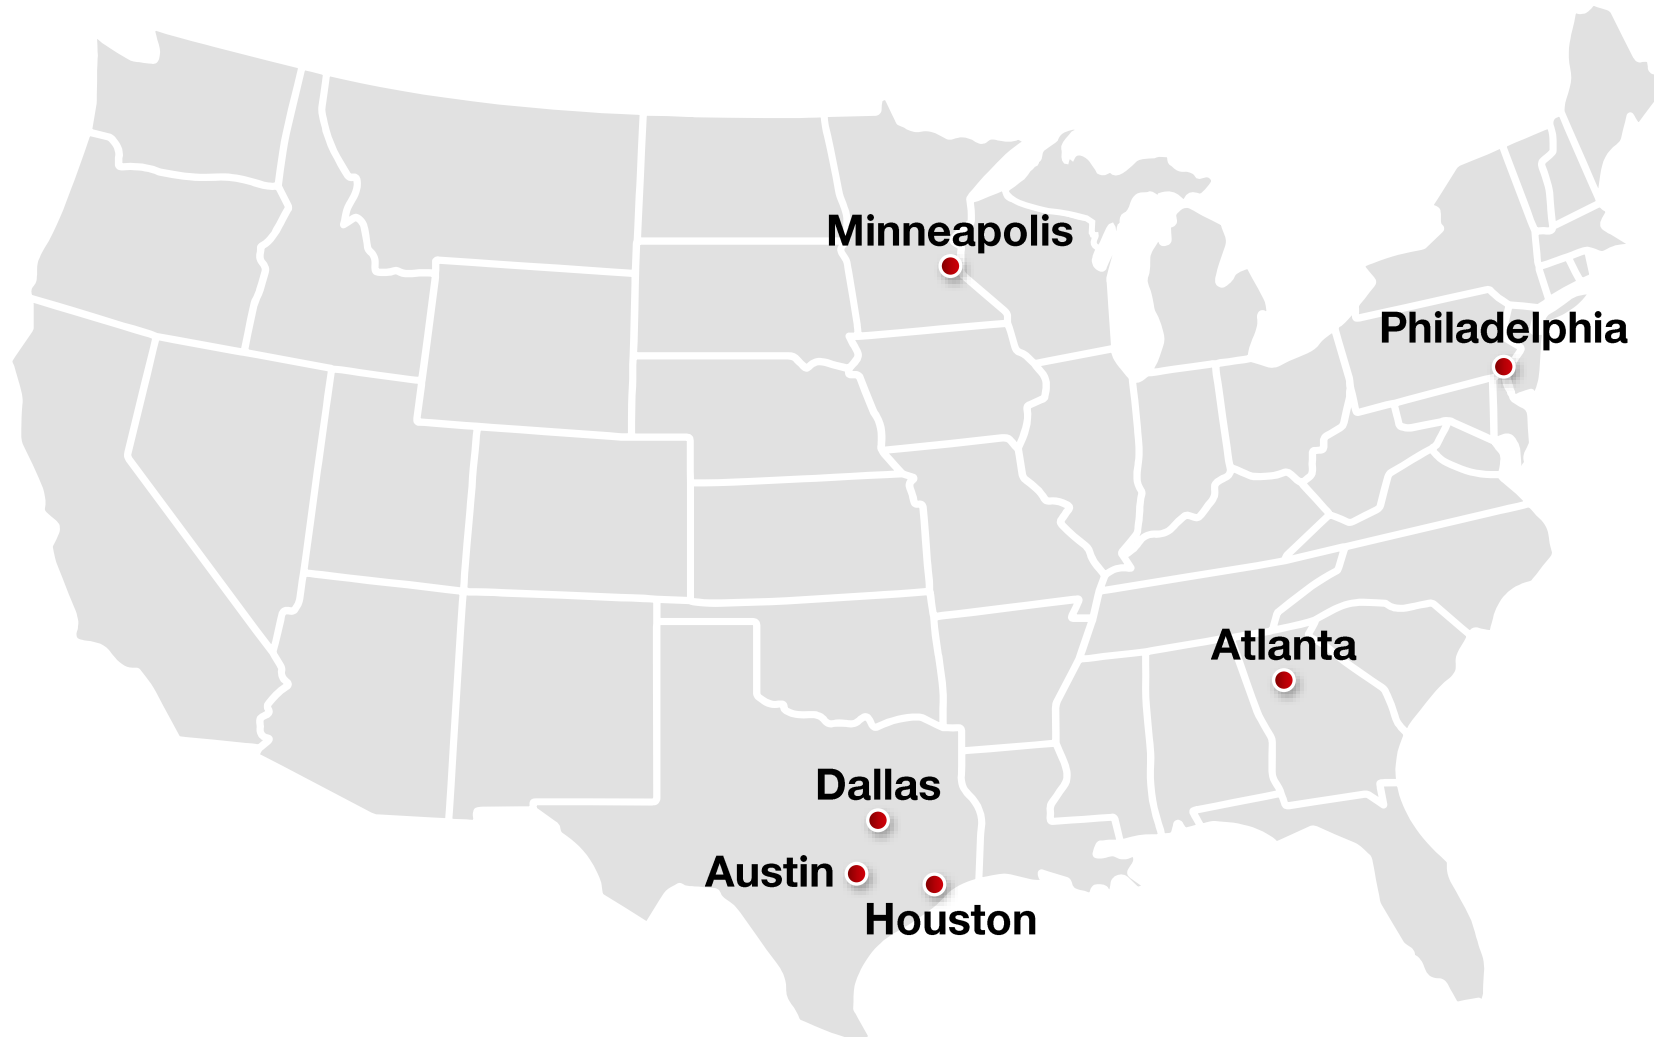 Minneapolis
Philadelphia
Atlanta
Dallas
Austin
Houston